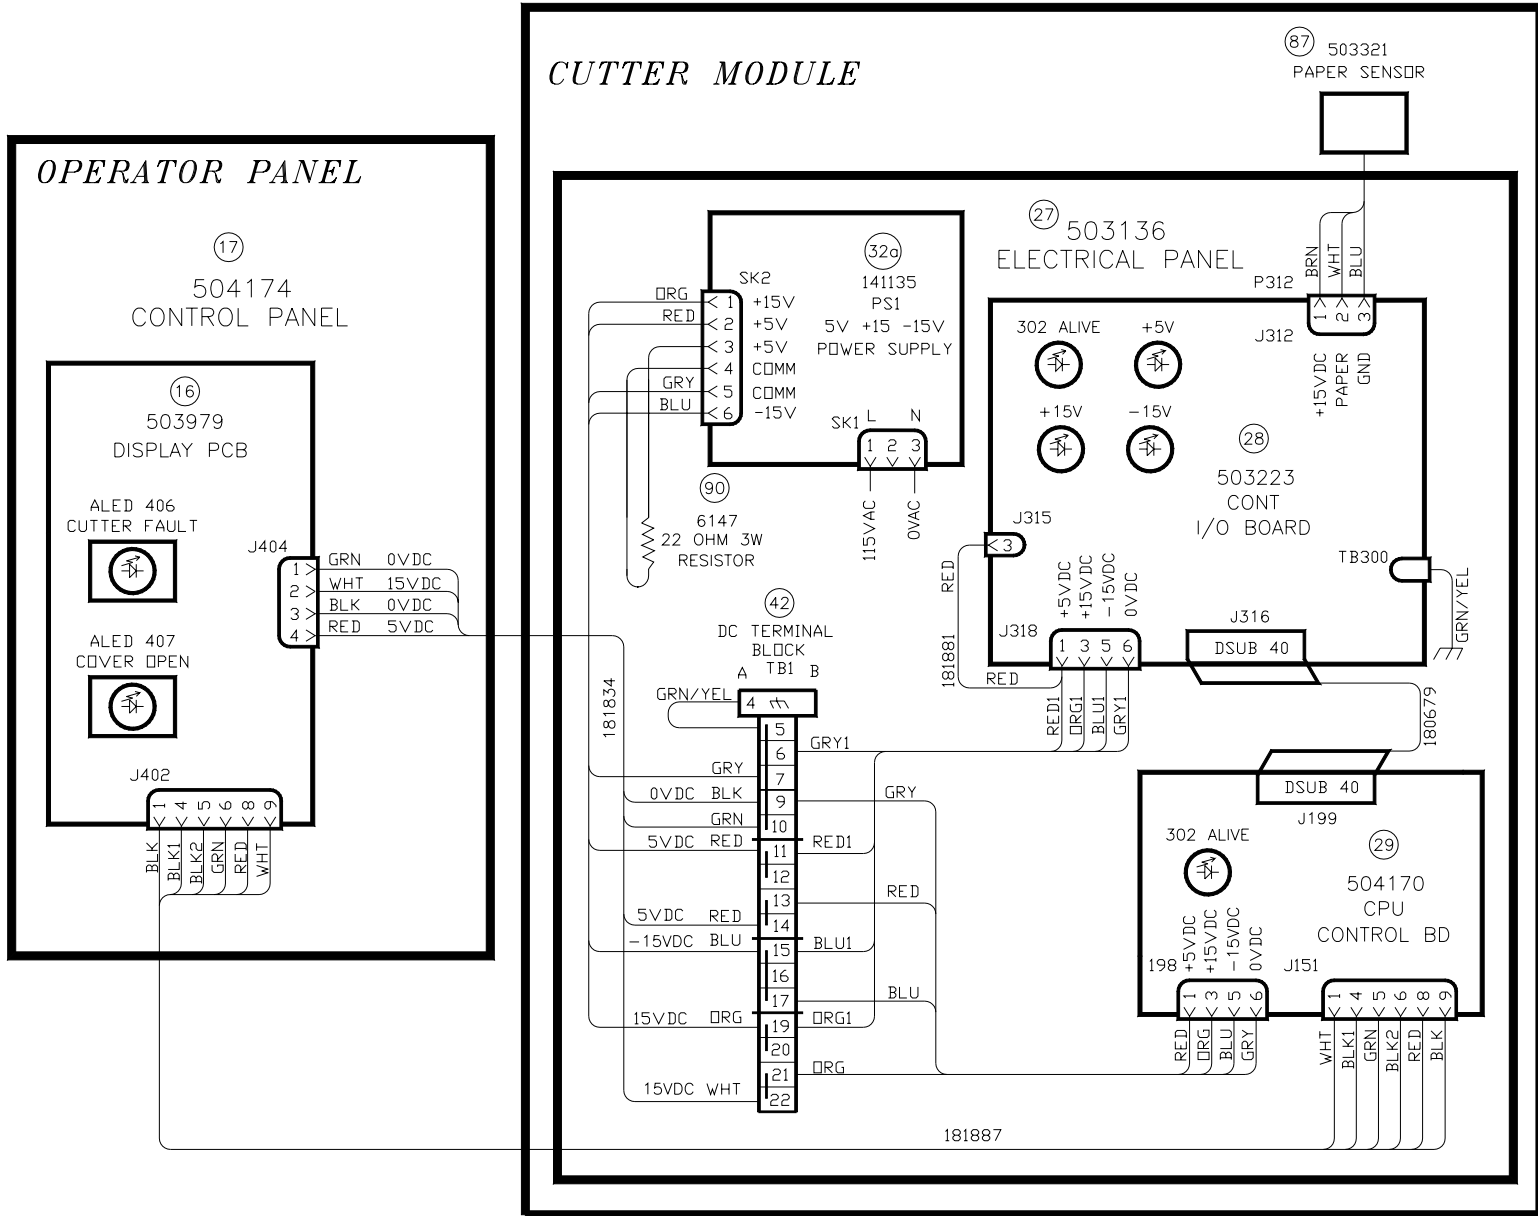 CUTTER MODULE
87
503321
PAPER SENSOR
OPERATOR PANEL
17
504174
CONTROL PANEL
16
503979
DISPLAY PCB
ALED 406
CUTTER FAULT
ALED 407
COVER OPEN
J404
1 GRN 0VDC
2 WHT 15VDC
3 BLK 0VDC
4 RED 5VDC
J402
1 4 5 6 8 9
BLK
BLK1
BLK2
GRN
RED
WHT
27
503136
ELECTRICAL PANEL
32a
141135
PS1
5V +15 -15V
POWER SUPPLY
SK2
ORG 1 +15V
RED 2 +5V
3 +5V
4 COMM
GRY 5 COMM
BLU 6 -15V
SK1 L N
1 2 3
115VAC
0VAC
90
6147
22 OHM 3W
RESISTOR
BRN
WHT
BLU
P312
1 2 3
J312
+15VDC
PAPER
GND
302 ALIVE +5V
+15V -15V
28
503223
CONT
I/O BOARD
J315
3
RED
181881
RED
TB300
GRN/YEL
+5VDC
+15VDC
-15VDC
0VDC
J318
1 3 5 6
RED1
ORG1
BLU1
GRY1
J316
DSUB 40
180679
42
DC TERMINAL
BLOCK
TB1
A B
181834
GRN/YEL 4
5
6 GRY1
GRY 7
0VDC BLK 9 GRY
GRN 10
5VDC RED 11 RED1
12
13 RED
5VDC RED 14
-15VDC BLU 15 BLU1
16
17 BLU
15VDC ORG 19 ORG1
20
21 ORG
15VDC WHT 22
DSUB 40
J199
302 ALIVE
29
504170
CPU
CONTROL BD
+5VDC
+15VDC
-15VDC
0VDC
198
1 3 5 6
RED
ORG
BLU
GRY
J151
1 4 5 6 8 9
WHT
BLK1
GRN
BLK2
RED
BLK
181887